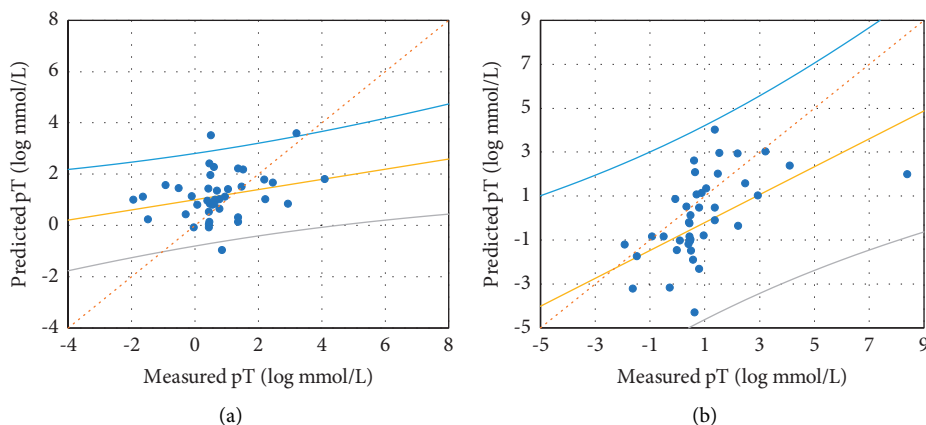 8
6
4
2
0
-2
-4
-4 -2 0 2 4 6 8
Predicted pT (log mmol/L)
Measured pT (log mmol/L)
(a)
9
7
5
3
1
-1
-3
-5
-5 -3 -1 1 3 5 7 9
Predicted pT (log mmol/L)
Measured pT (log mmol/L)
(b)